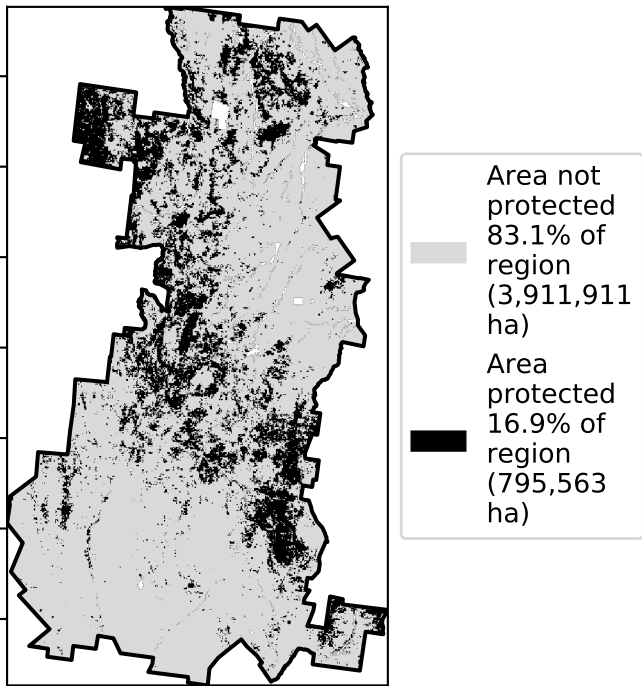 Area not
protected
83.1% of
region
(3,911,911
ha)
Area
protected
16.9% of
region
(795,563
ha)